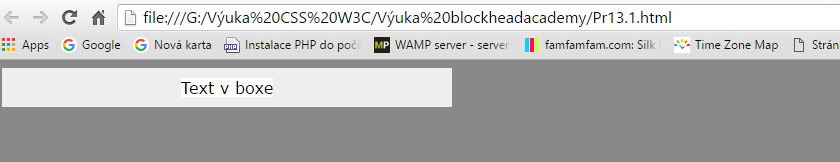 file:///G:/Výuka%20CSS%20W3C/Výuka%20blockheadacademy/Pr13.1.html
Apps Google Nová karta Instalace PHP do počí WAMP server - server famfamfam.com: Silk Time Zone Map Strán
Text v boxe